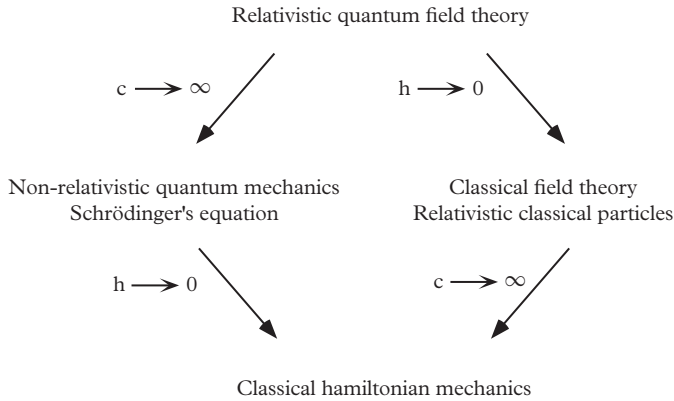 Relativistic quantum field theory
c → ∞
h → 0
Non-relativistic quantum mechanics
Schrödinger's equation
Classical field theory
Relativistic classical particles
h → 0
c → ∞
Classical hamiltonian mechanics